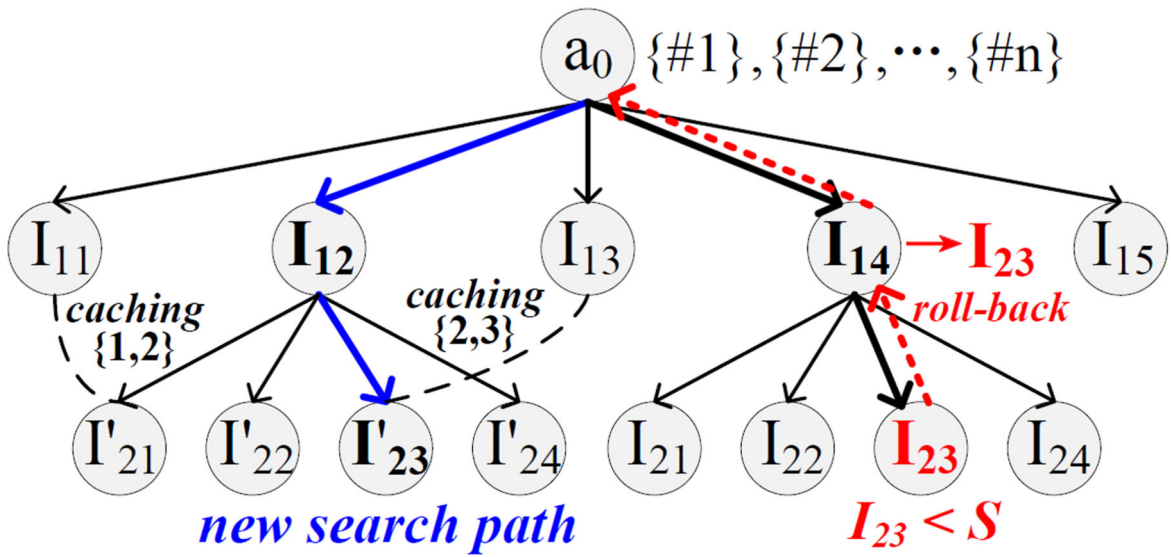 a₀ {#1},{#2},···,{#n}
I₁₁ I₁₂ I₁₃ I₁₄ I₂₃ I₁₅
caching
{1,2}
caching
{2,3}
roll-back
I'₂₁ I'₂₂ I'₂₃ I'₂₄ I₂₁ I₂₂ I₂₃ I₂₄
new search path
I₂₃ < S